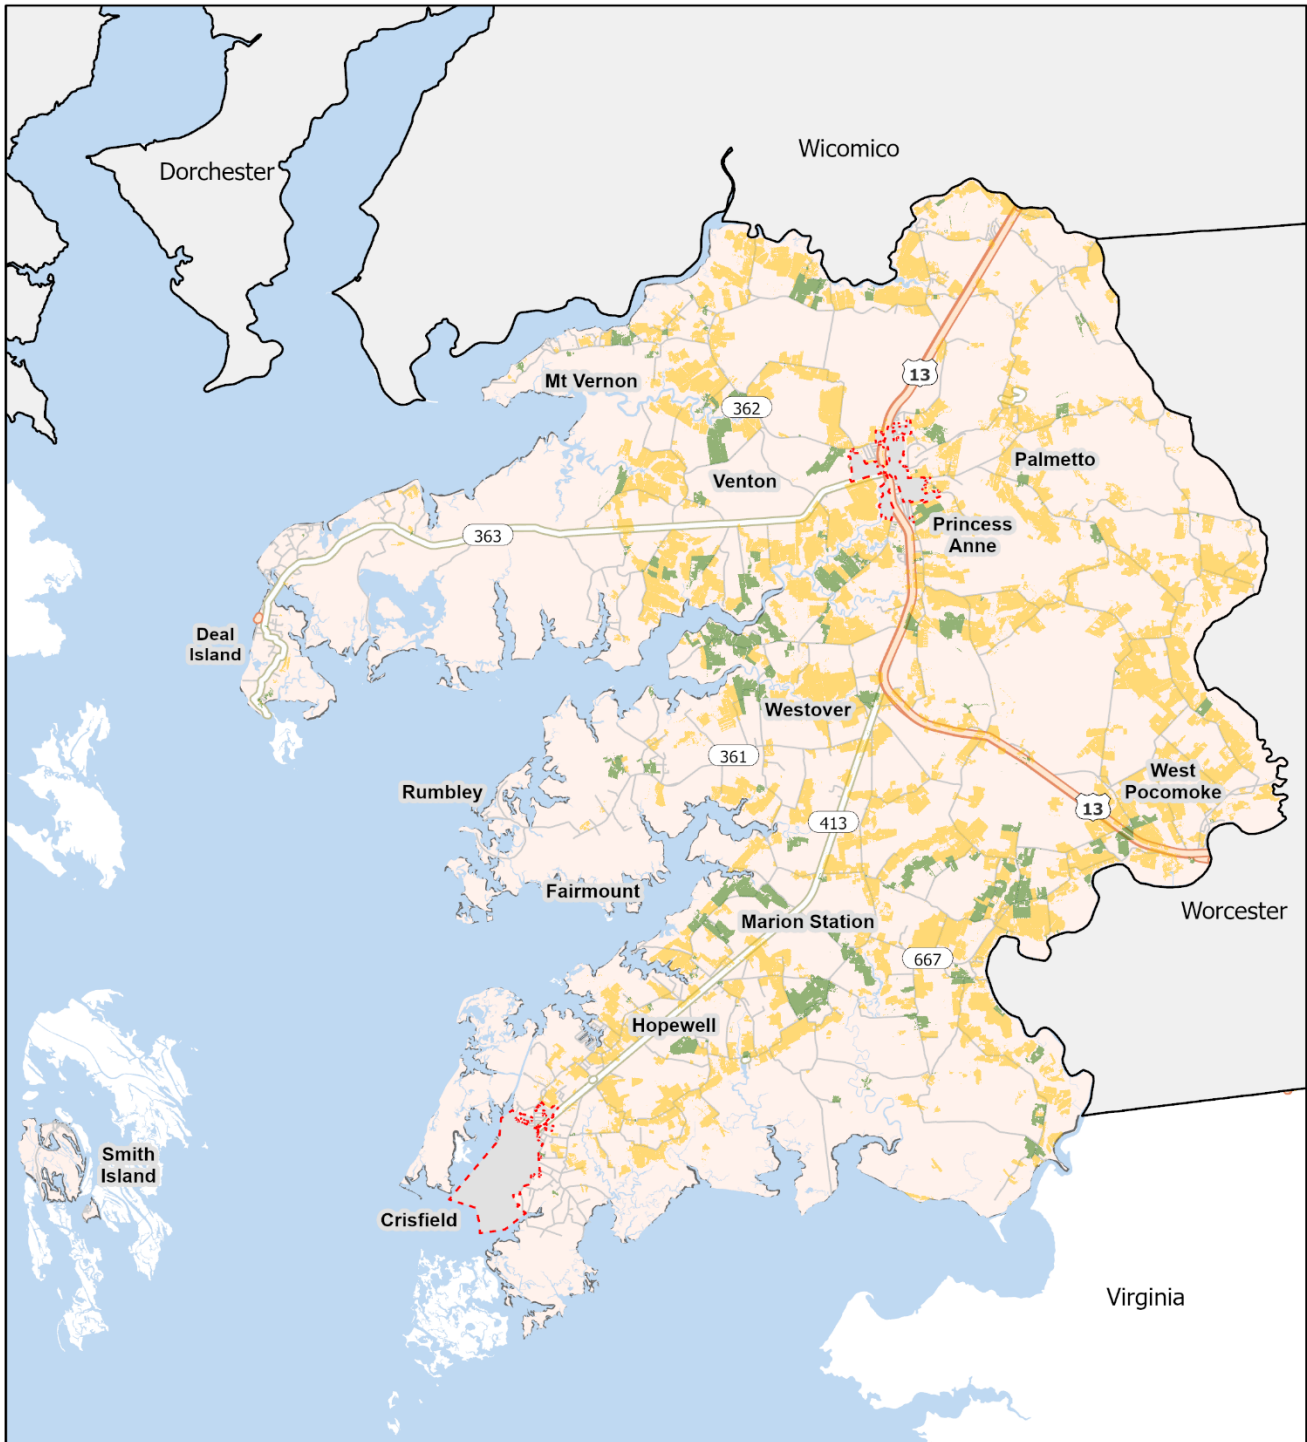 Wicomico
Dorchester
13
Mt Vernon
362
Palmetto
Venton
Princess
Anne
363
Deal
Island
Westover
361
West
Pocomoke
Rumbley
13
413
Fairmount
Marion Station
Worcester
667
Hopewell
Smith
Island
Crisfield
Virginia